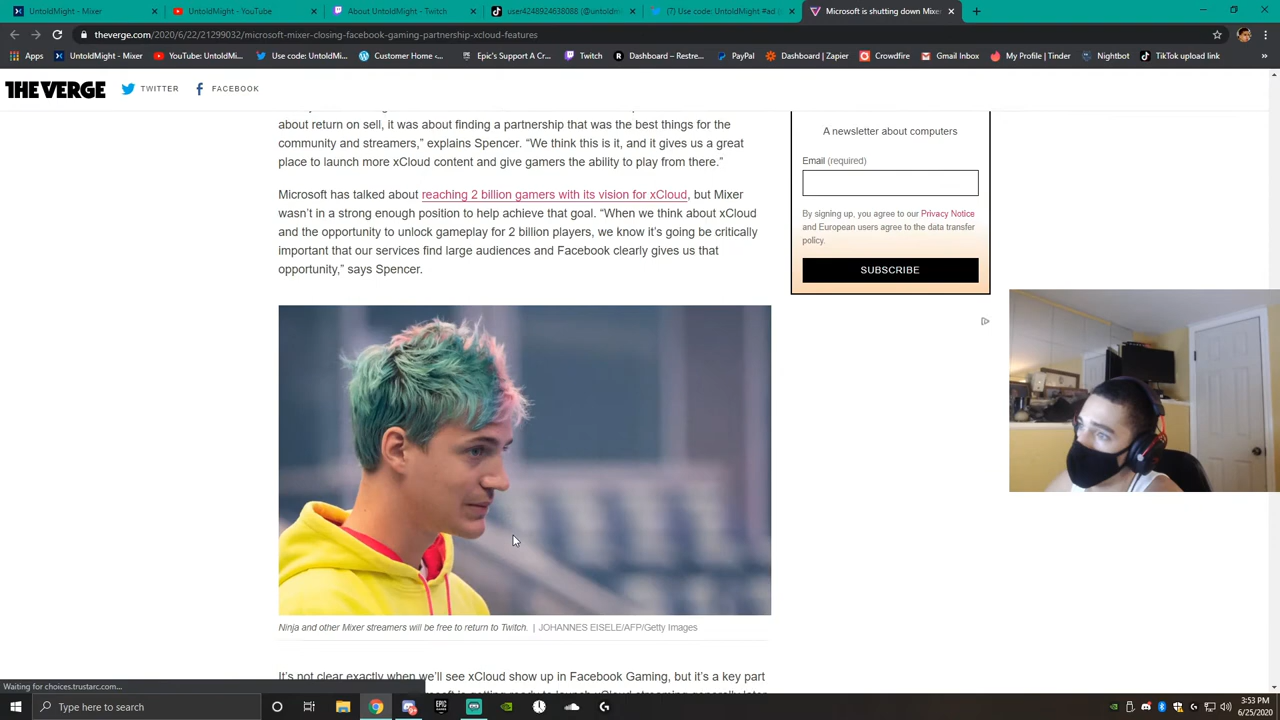 UntoldMight - Mixer
UntoldMight - YouTube
About UntoldMight - Twitch
user4248924638088 (@untoldmi
(7) Use code: UntoldMight #ad (
Microsoft is shutting down Mixer
theverge.com/2020/6/22/21299032/microsoft-mixer-closing-facebook-gaming-partnership-xcloud-features
Apps
UntoldMight - Mixer
YouTube: UntoldMi...
Use code: UntoldMi...
Customer Home -...
Epic's Support A Cr...
Twitch
Dashboard – Restre...
PayPal
Dashboard | Zapier
Crowdfire
Gmail Inbox
My Profile | Tinder
Nightbot
TikTok upload link
THE VERGE
TWITTER
FACEBOOK
about return on sell, it was about finding a partnership that was the best things for the
community and streamers,” explains Spencer. “We think this is it, and it gives us a great
place to launch more xCloud content and give gamers the ability to play from there.”
Microsoft has talked about reaching 2 billion gamers with its vision for xCloud, but Mixer
wasn’t in a strong enough position to help achieve that goal. “When we think about xCloud
and the opportunity to unlock gameplay for 2 billion players, we know it’s going be critically
important that our services find large audiences and Facebook clearly gives us that
opportunity,” says Spencer.
A newsletter about computers
Email (required)
By signing up, you agree to our Privacy Notice
and European users agree to the data transfer
policy.
SUBSCRIBE
Ninja and other Mixer streamers will be free to return to Twitch. | JOHANNES EISELE/AFP/Getty Images
It’s not clear exactly when we’ll see xCloud show up in Facebook Gaming, but it’s a key part
Waiting for choices.trustarc.com...
Type here to search
EPIC
3:53 PM
6/25/2020